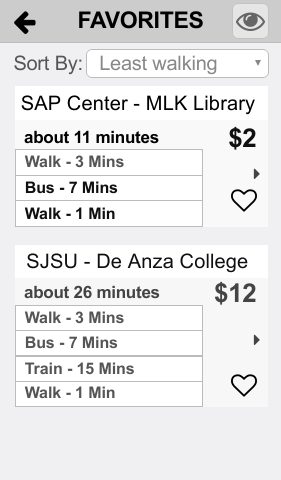 FAVORITES
Sort By: Least walking
SAP Center - MLK Library
about 11 minutes $2
Walk - 3 Mins
Bus - 7 Mins
Walk - 1 Min
SJSU - De Anza College
about 26 minutes $12
Walk - 3 Mins
Bus - 7 Mins
Train - 15 Mins
Walk - 1 Min